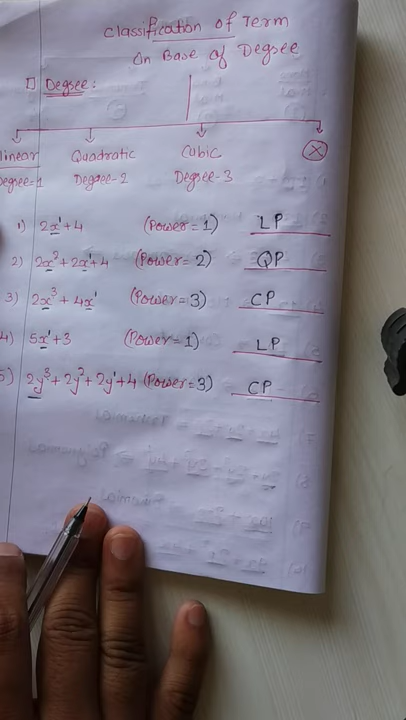 Classification of Term
On Base of Degree
1] Degree:
linear Quadratic Cubic ⓧ
Degree-1 Degree-2 Degree-3
1) 2x¹+4 (Power=1) LP
2) 2x²+2x¹+4 (Power=2) QP
3) 2x³+4x¹ (Power=3) CP
4) 5x¹+3 (Power=1) LP
5) 2y³+2y²+2y¹+4 (Power=3) CP